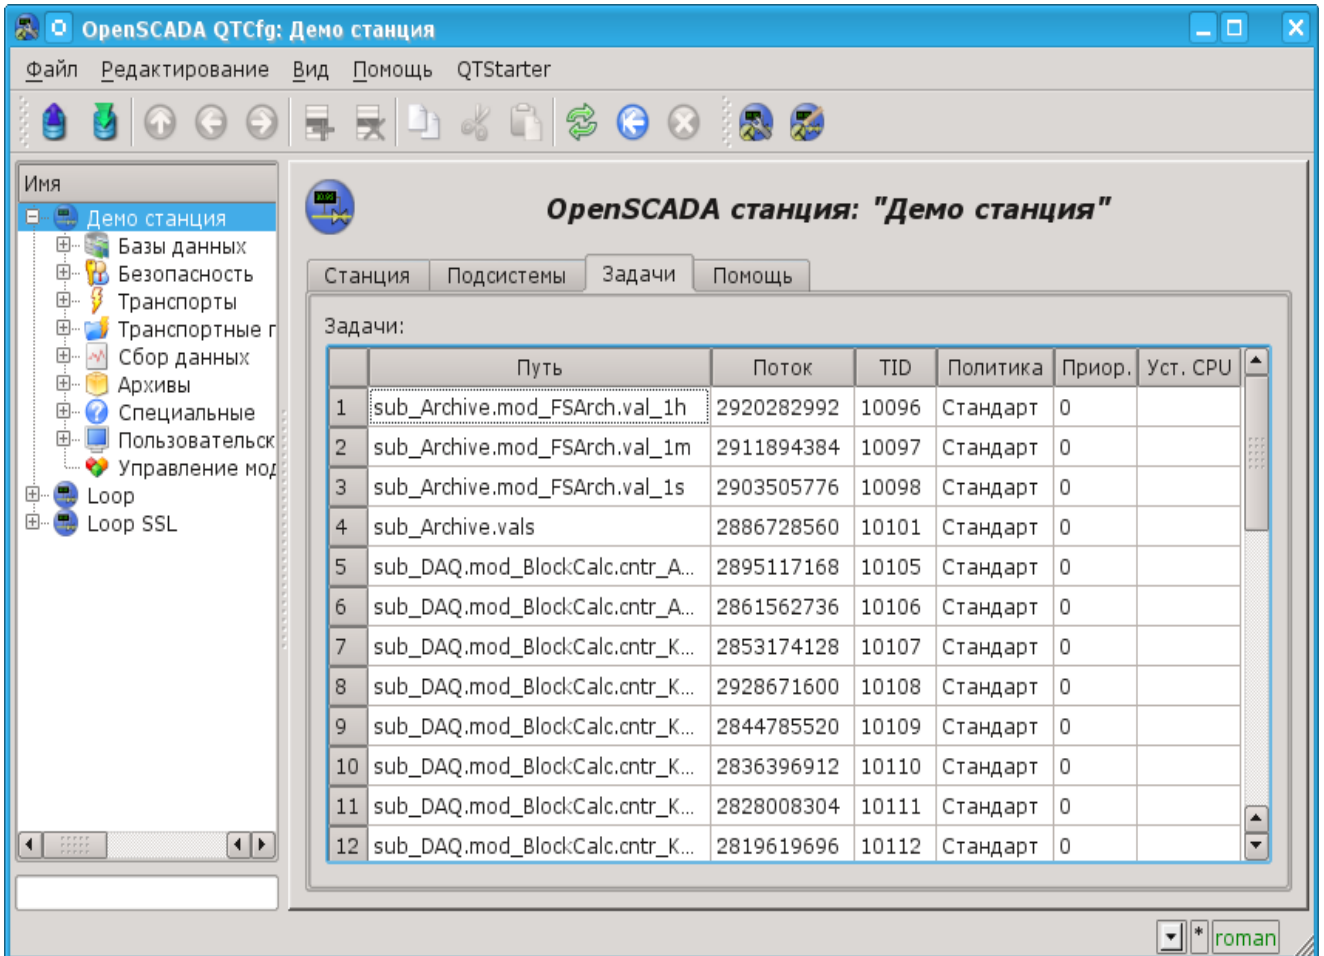 OpenSCADA QTCfg: Демо станция
Файл Редактирование Вид Помощь QTStarter
Имя
Демо станция
Базы данных
Безопасность
Транспорты
Транспортные п
Сбор данных
Архивы
Специальные
Пользовательск
Управление мод
Loop
Loop SSL
OpenSCADA станция: "Демо станция"
Станция Подсистемы Задачи Помощь
Задачи:
Путь Поток TID Политика Приор. Уст. CPU
1 sub_Archive.mod_FSArch.val_1h 2920282992 10096 Стандарт 0
2 sub_Archive.mod_FSArch.val_1m 2911894384 10097 Стандарт 0
3 sub_Archive.mod_FSArch.val_1s 2903505776 10098 Стандарт 0
4 sub_Archive.vals 2886728560 10101 Стандарт 0
5 sub_DAQ.mod_BlockCalc.cntr_A... 2895117168 10105 Стандарт 0
6 sub_DAQ.mod_BlockCalc.cntr_A... 2861562736 10106 Стандарт 0
7 sub_DAQ.mod_BlockCalc.cntr_K... 2853174128 10107 Стандарт 0
8 sub_DAQ.mod_BlockCalc.cntr_K... 2928671600 10108 Стандарт 0
9 sub_DAQ.mod_BlockCalc.cntr_K... 2844785520 10109 Стандарт 0
10 sub_DAQ.mod_BlockCalc.cntr_K... 2836396912 10110 Стандарт 0
11 sub_DAQ.mod_BlockCalc.cntr_K... 2828008304 10111 Стандарт 0
12 sub_DAQ.mod_BlockCalc.cntr_K... 2819619696 10112 Стандарт 0
* roman